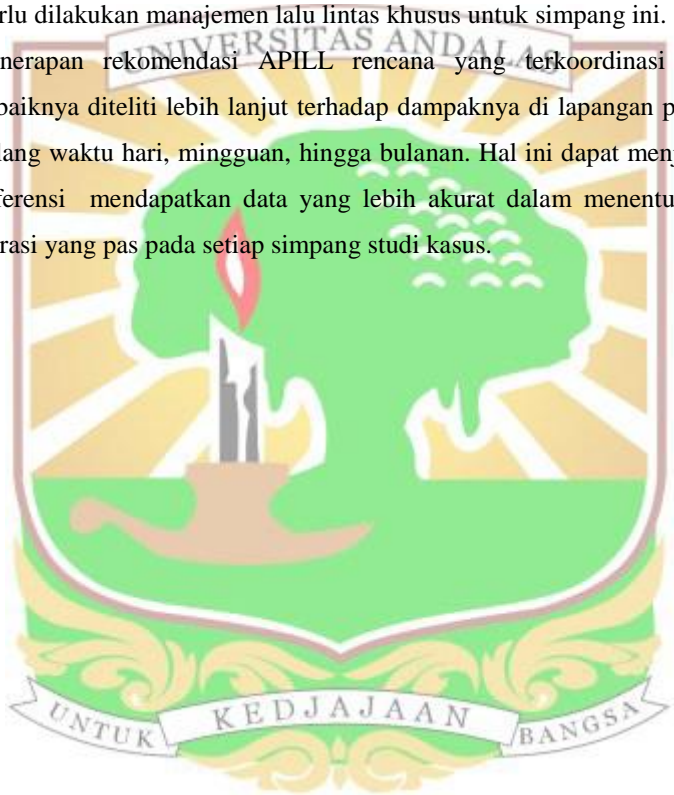 rlu dilakukan manajemen lalu lintas khusus untuk simpang ini.
UNIVERSITAS ANDALAS
nerapan rekomendasi APILL rencana yang terkoordinasi
baiknya diteliti lebih lanjut terhadap dampaknya di lapangan p
lang waktu hari, mingguan, hingga bulanan. Hal ini dapat menj
ferensi mendapatkan data yang lebih akurat dalam menentu
rasi yang pas pada setiap simpang studi kasus.
UNTUK KEDJAJAAN BANGSA